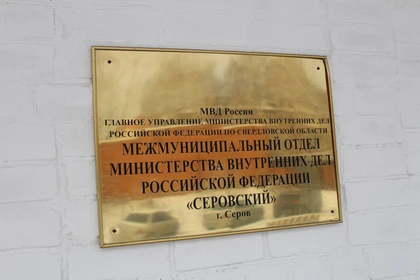 МВД России
ГЛАВНОЕ УПРАВЛЕНИЕ МИНИСТЕРСТВА ВНУТРЕННИХ ДЕЛ
РОССИЙСКОЙ ФЕДЕРАЦИИ ПО СВЕРДЛОВСКОЙ ОБЛАСТИ
МЕЖМУНИЦИПАЛЬНЫЙ ОТДЕЛ
МИНИСТЕРСТВА ВНУТРЕННИХ ДЕЛ
РОССИЙСКОЙ ФЕДЕРАЦИИ
«СЕРОВСКИЙ»
г. Серов